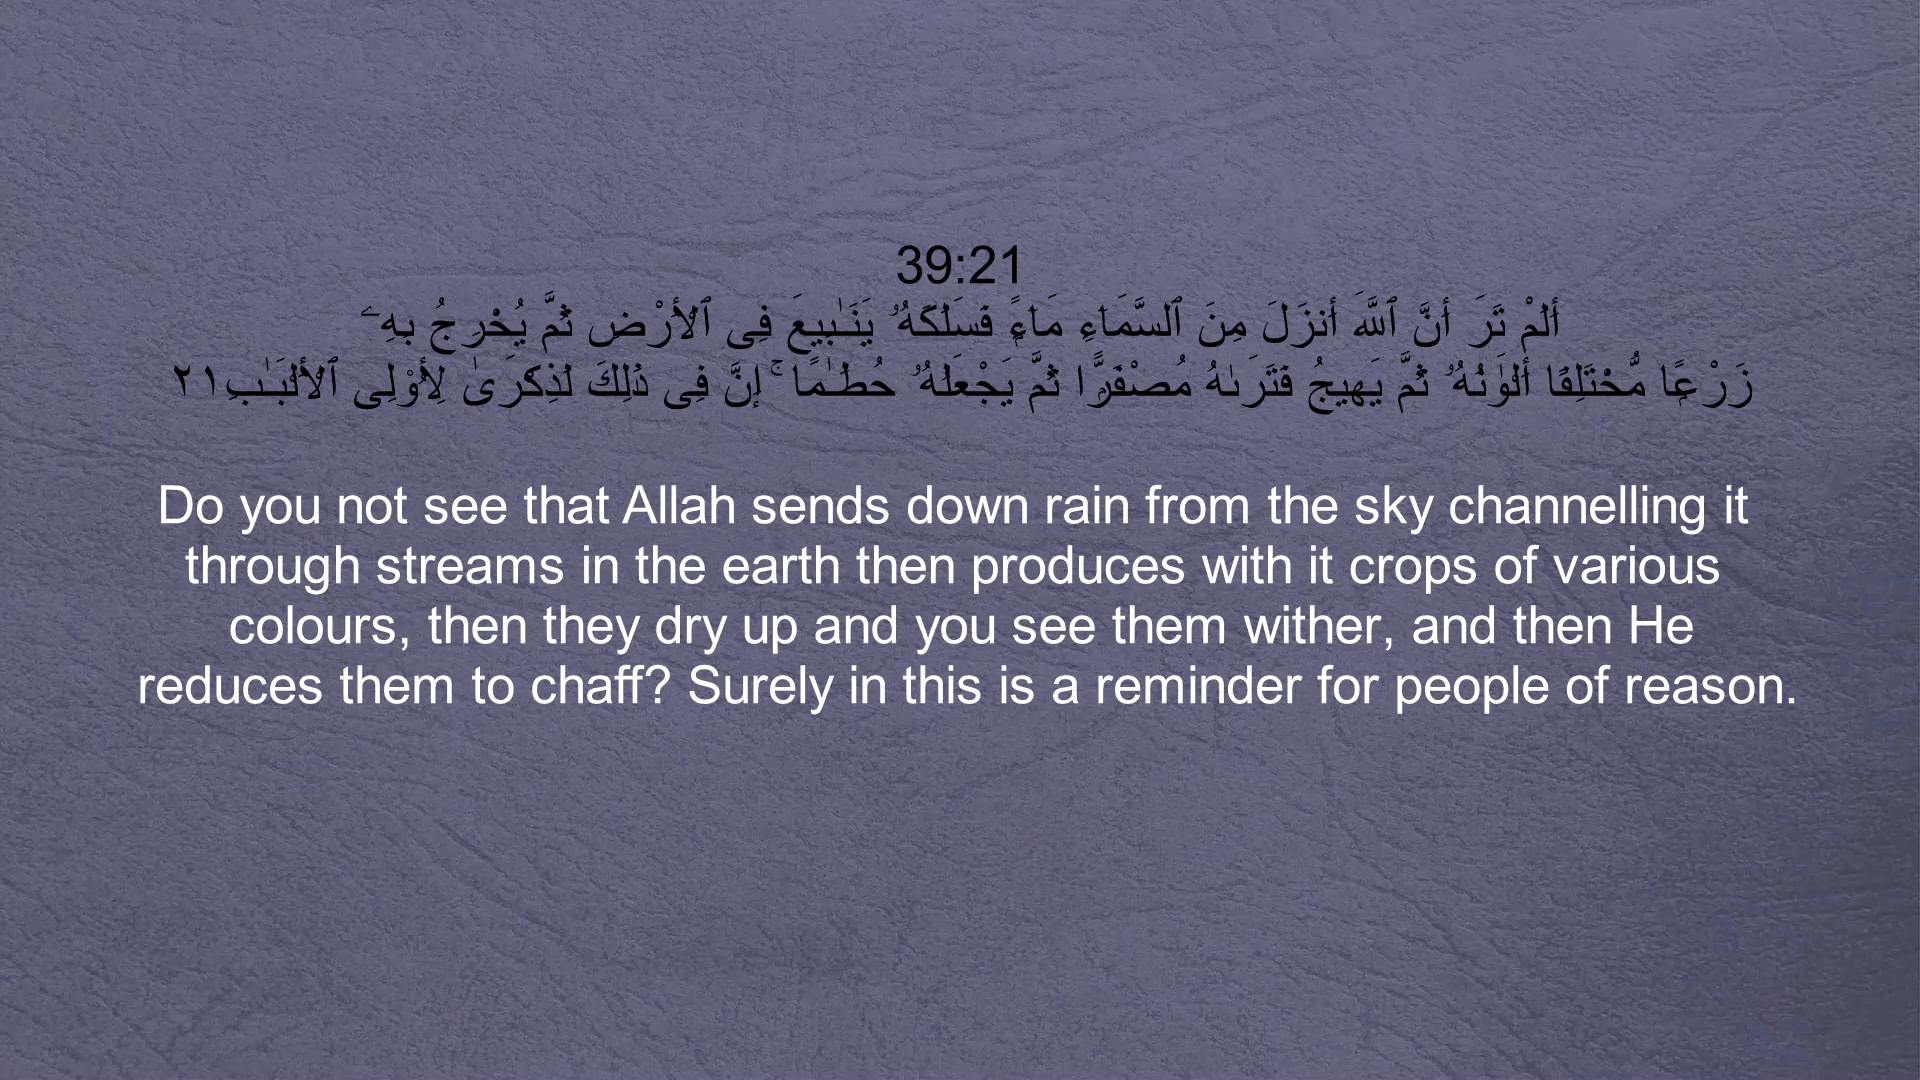 39:21
أَلَمْ تَرَ أَنَّ ٱللَّهَ أَنزَلَ مِنَ ٱلسَّمَآءِ مَآءً فَسَلَكَهُۥ يَنَـٰبِيعَ فِى ٱلْأَرْضِ ثُمَّ يُخْرِجُ بِهِۦ
زَرْعًا مُّخْتَلِفًا أَلْوَٰنُهُۥ ثُمَّ يَهِيجُ فَتَرَىٰهُ مُصْفَرًّا ثُمَّ يَجْعَلُهُۥ حُطَـٰمًا ۚ إِنَّ فِى ذَٰلِكَ لَذِكْرَىٰ لِأُو۟لِى ٱلْأَلْبَـٰبِ ٢١
Do you not see that Allah sends down rain from the sky channelling it
through streams in the earth then produces with it crops of various
colours, then they dry up and you see them wither, and then He
reduces them to chaff? Surely in this is a reminder for people of reason.